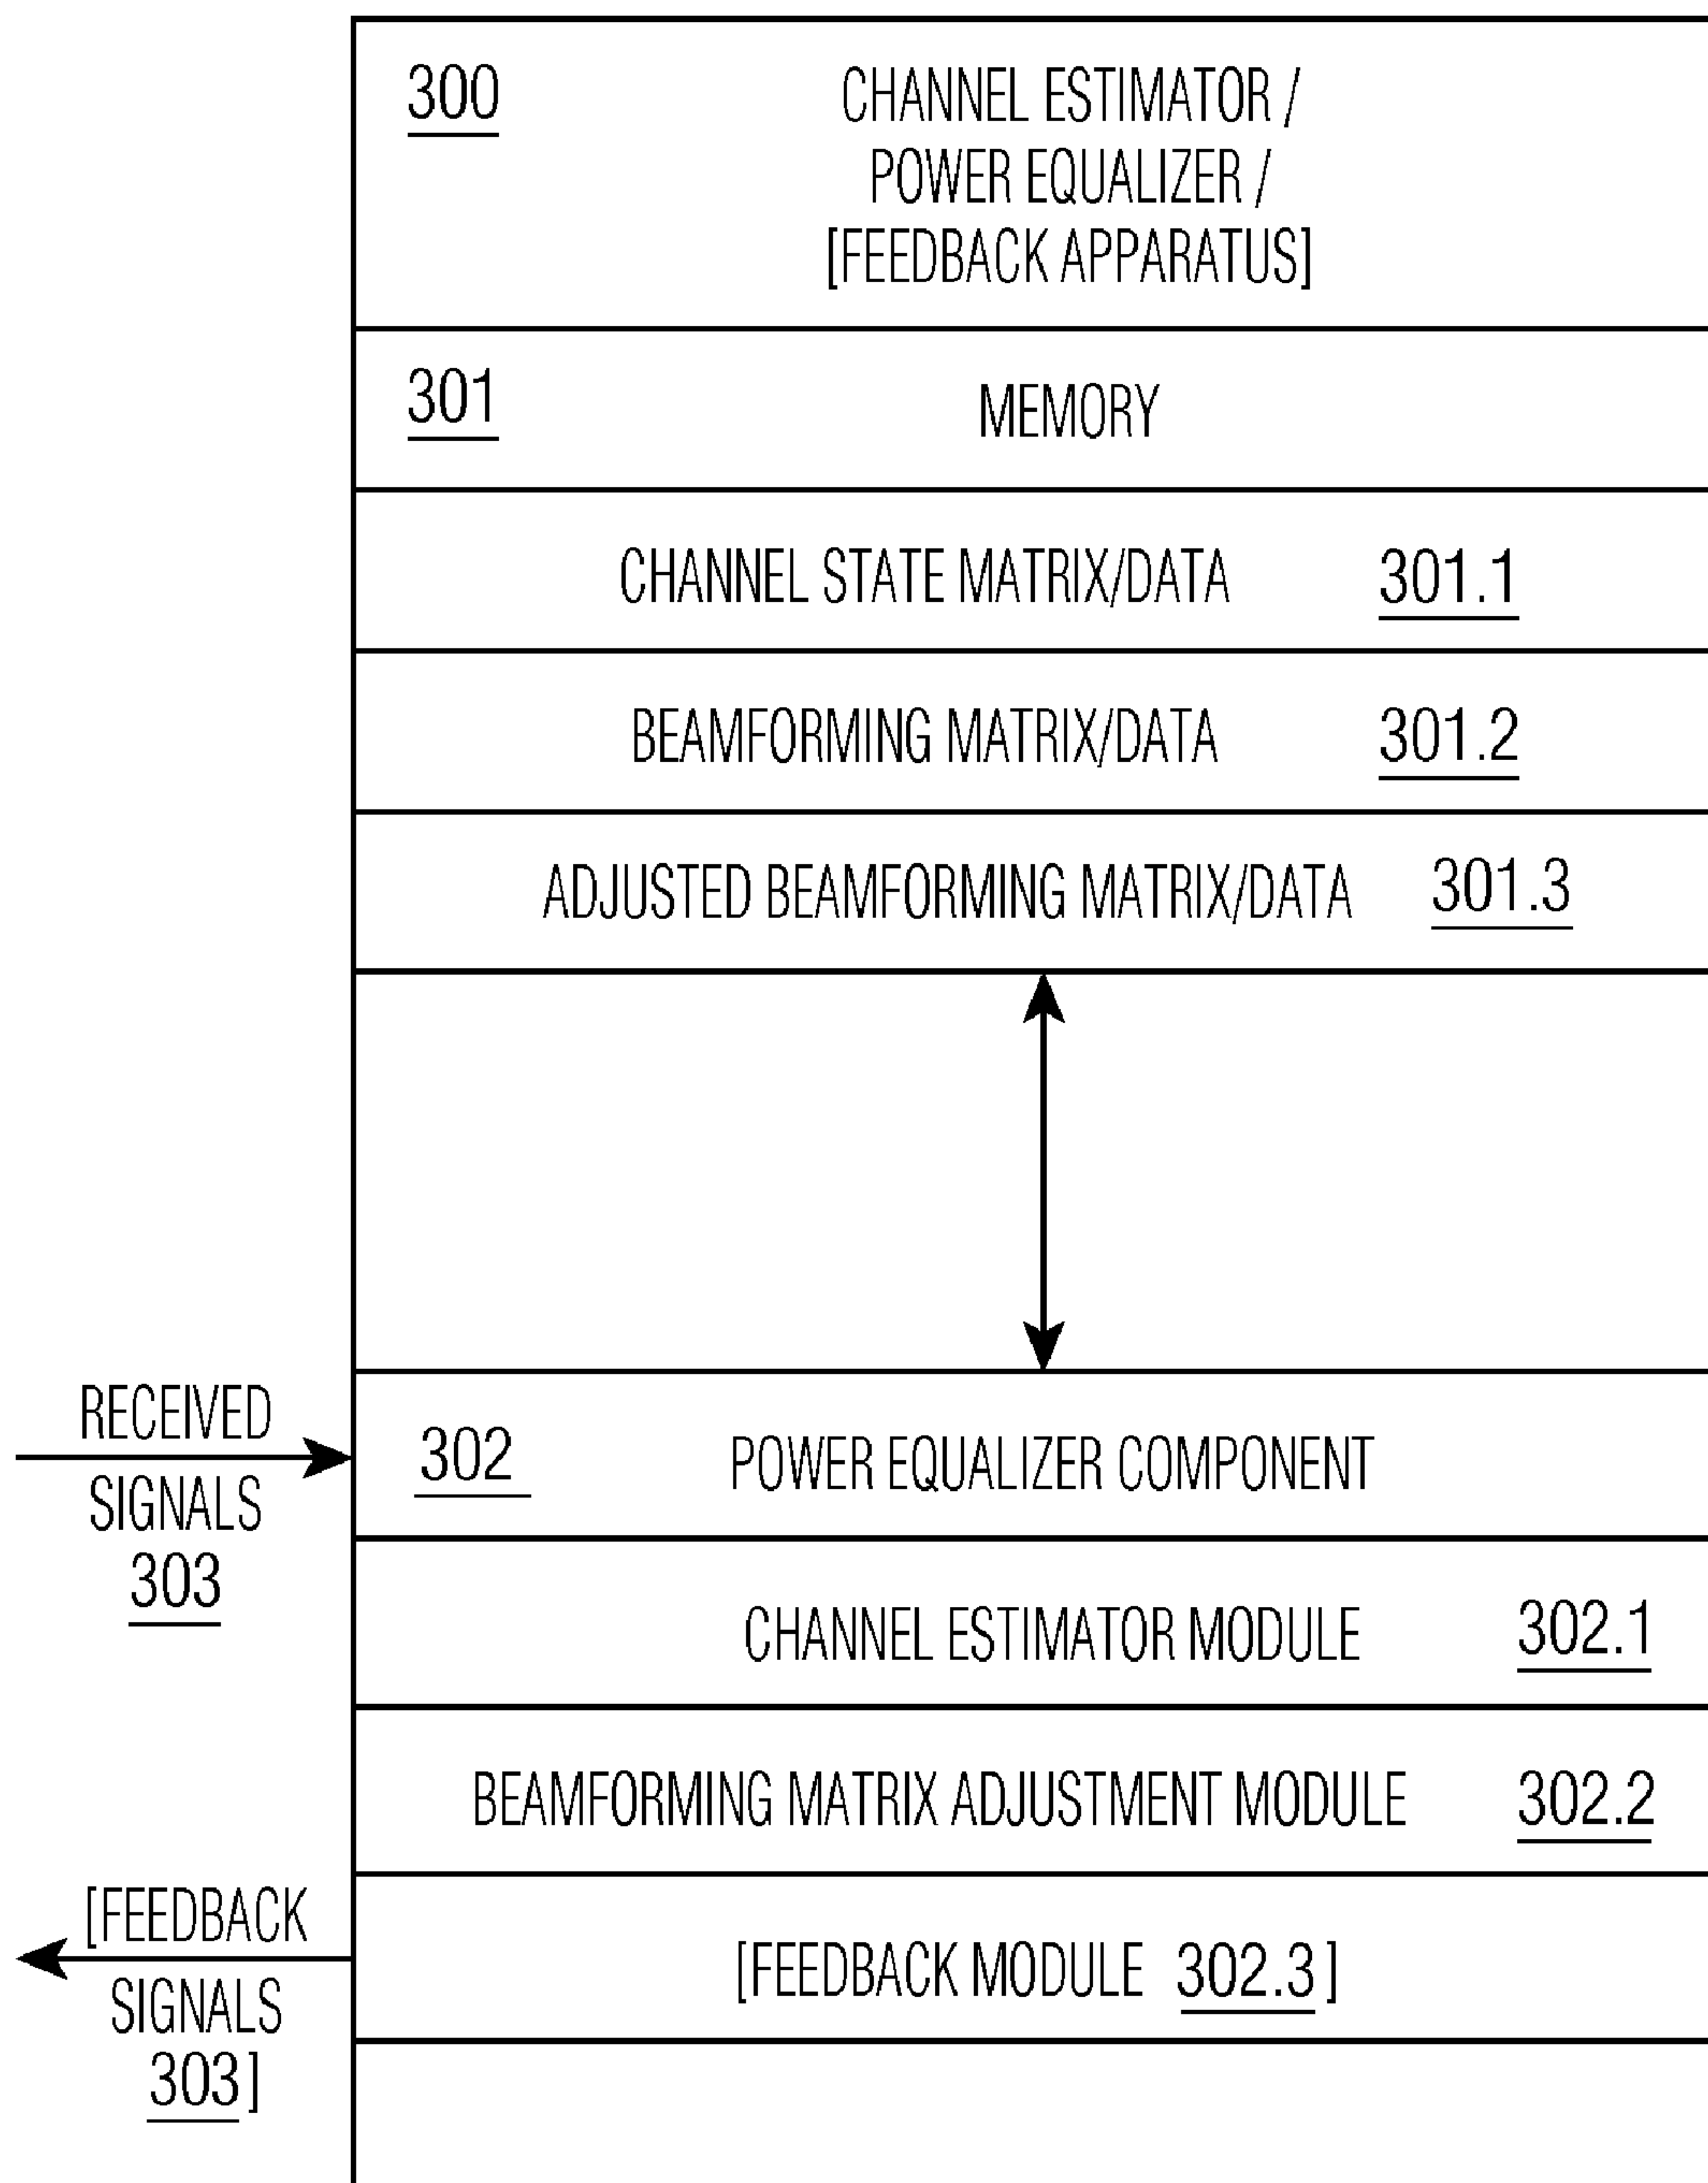 300
CHANNEL ESTIMATOR /
POWER EQUALIZER /
[FEEDBACK APPARATUS]
301
MEMORY
CHANNEL STATE MATRIX/DATA 301.1
BEAMFORMING MATRIX/DATA 301.2
ADJUSTED BEAMFORMING MATRIX/DATA 301.3
RECEIVED
SIGNALS
303
302 POWER EQUALIZER COMPONENT
CHANNEL ESTIMATOR MODULE 302.1
BEAMFORMING MATRIX ADJUSTMENT MODULE 302.2
[FEEDBACK
SIGNALS
303]
[FEEDBACK MODULE 302.3]